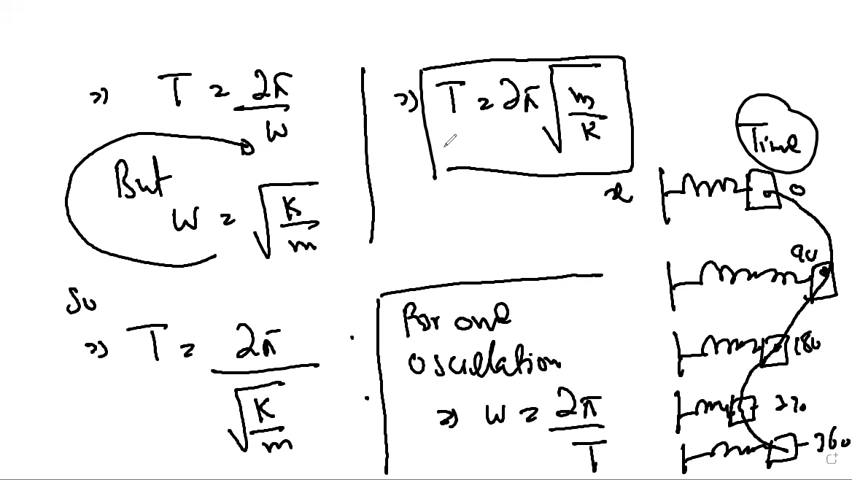 => T = 2π/W
But
W = √(K/m)
So
=> T = 2π/√(K/m)
=> T = 2π√(m/K)
For one
oscillation
=> W = 2π/T
Time
0
90
180
270
360